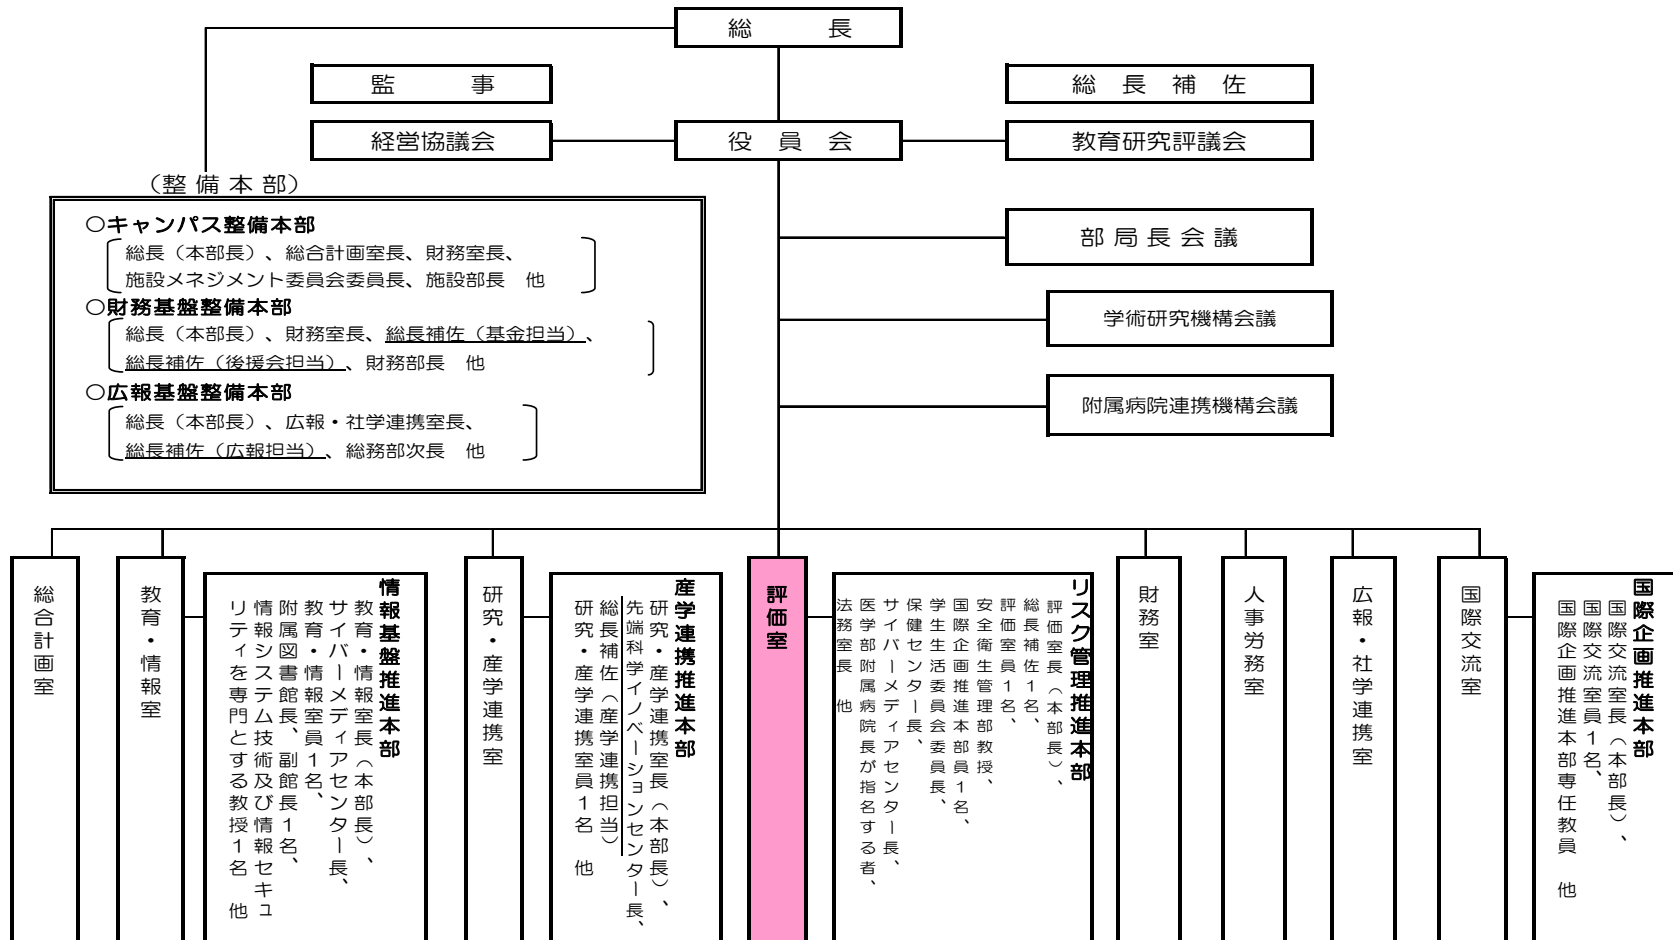 総長
監事
総長補佐
経営協議会
役員会
教育研究評議会
（整備本部）
○キャンパス整備本部
総長（本部長）、総合計画室長、財務室長、
施設メネジメント委員会委員長、施設部長　他
○財務基盤整備本部
総長（本部長）、財務室長、総長補佐（基金担当）、
総長補佐（後援会担当）、財務部長　他
○広報基盤整備本部
総長（本部長）、広報・社学連携室長、
総長補佐（広報担当）、総務部次長　他
部局長会議
学術研究機構会議
附属病院連携機構会議
総合計画室
教育・情報室
情報基盤推進本部
教育・情報室長（本部長）、
サイバーメディアセンター長、
教育・情報室員1名、
附属図書館長、副館長1名、
情報システム技術及び情報セキュ
リティを専門とする教授1名　他
研究・産学連携室
産学連携推進本部
研究・産学連携室長（本部長）、
先端科学イノベーションセンター長、
総長補佐（産学連携担当）
研究・産学連携室員1名　他
評価室
リスク管理推進本部
評価室長（本部長）、
総長補佐1名、
評価室員1名、
安全衛生管理部教授、
国際企画推進本部員1名、
学生生活委員会委員長、
保健センター長、
サイバーメディアセンター長、
医学部附属病院長が指名する者、
法務室長　他
財務室
人事労務室
広報・社学連携室
国際交流室
国際企画推進本部
国際交流室長（本部長）、
国際交流室員1名、
国際企画推進本部専任教員　他